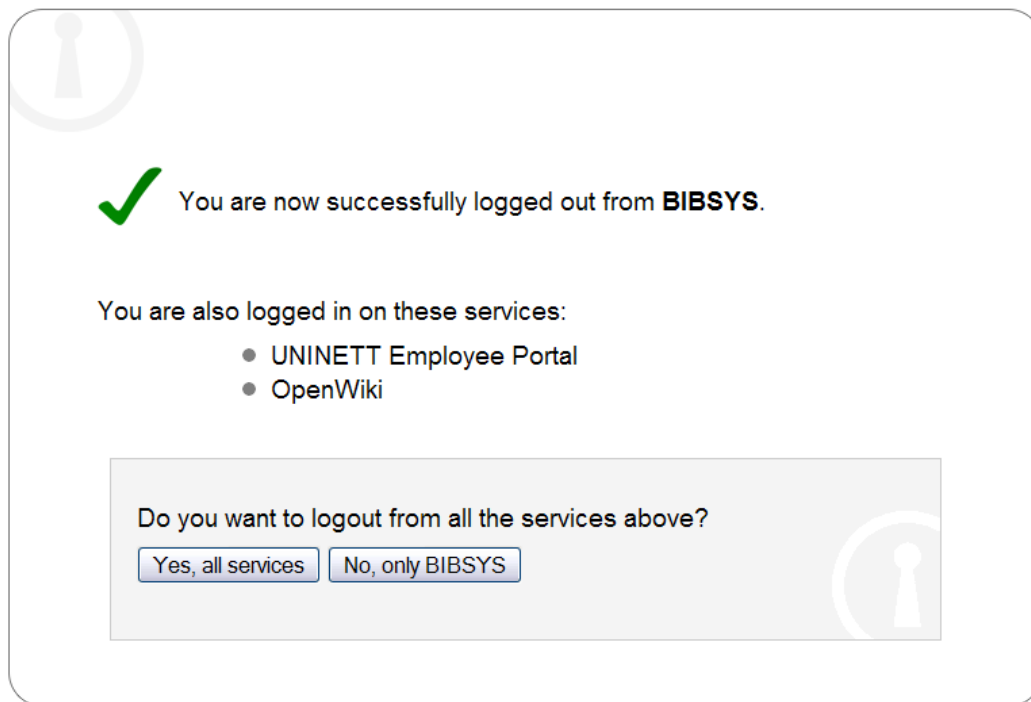 You are now successfully logged out from BIBSYS.
You are also logged in on these services:
UNINETT Employee Portal
OpenWiki
Do you want to logout from all the services above?
Yes, all services No, only BIBSYS